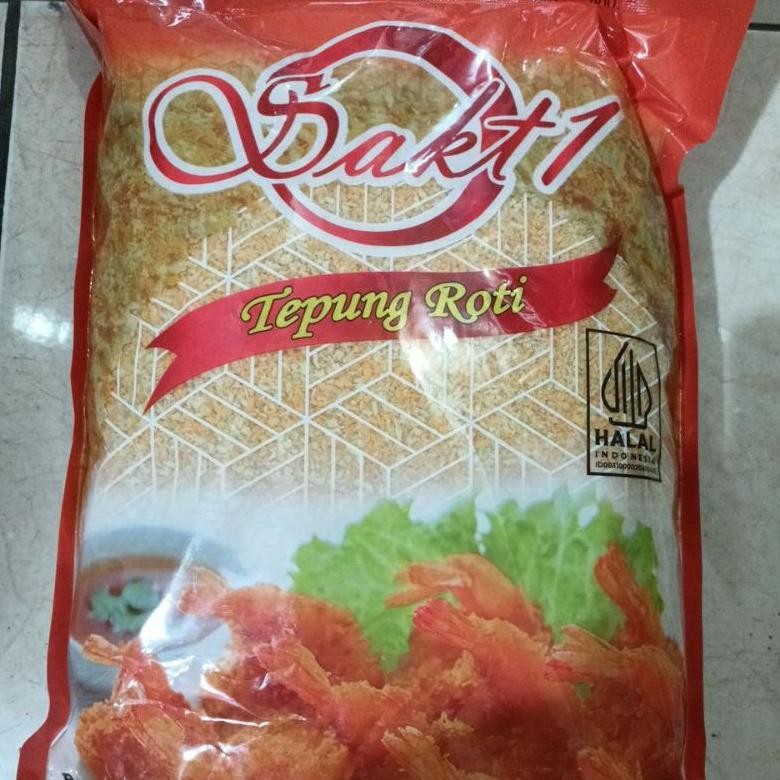 Sakt1
Tepung Roti
HALAL
INDONESIA